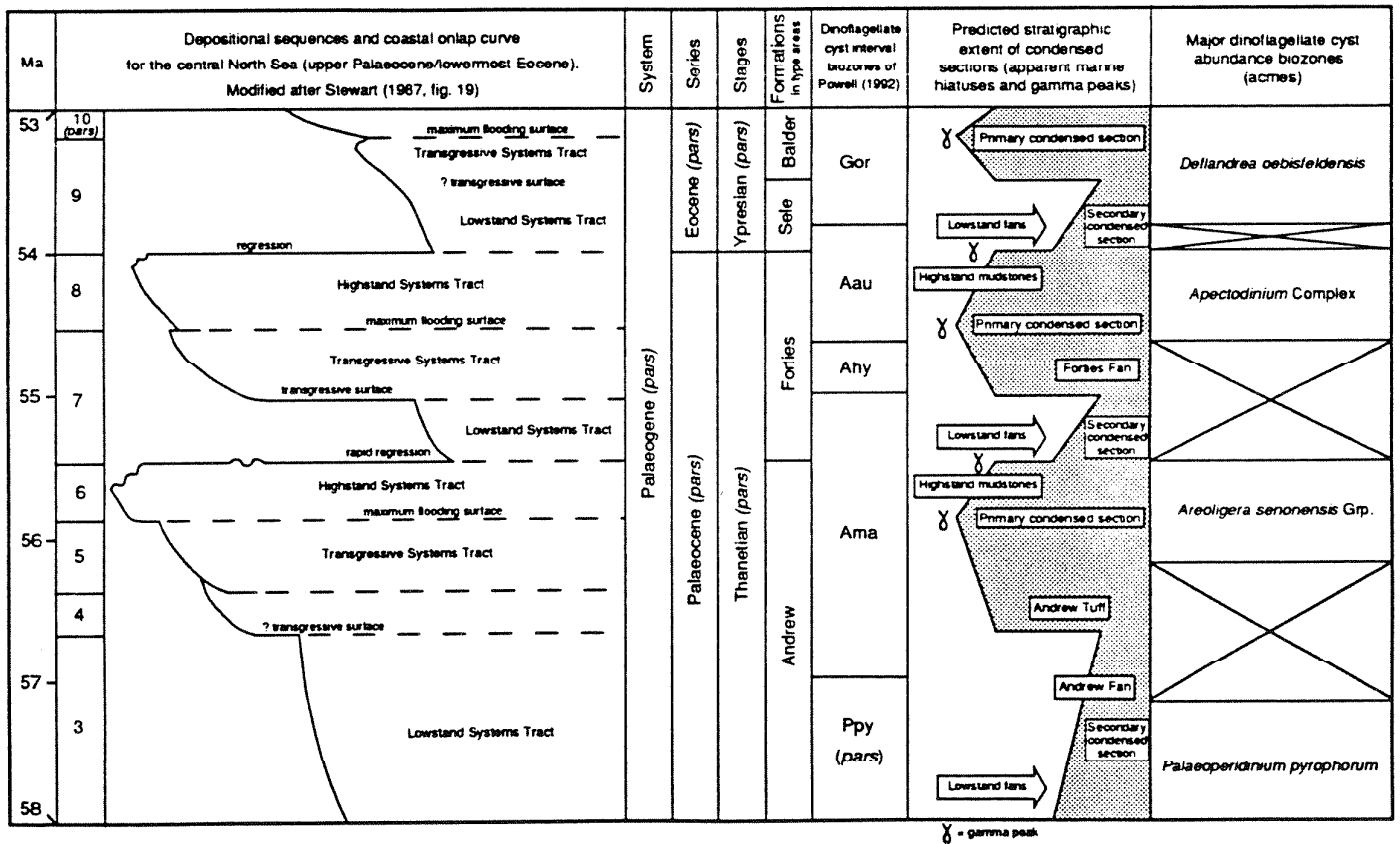 Ma
Depositional sequences and coastal onlap curve
for the central North Sea (upper Palaeocene/lowermost Eocene).
Modified after Stewart (1987, fig. 19)
System
Series
Stages
Formations
in type areas
Dinoflagellate
cyst interval
biozones of
Powell (1992)
Predicted stratigraphic
extent of condensed
sections (apparent marine
hiatuses and gamma peaks)
Major dinoflagellate cyst
abundance biozones
(acmes)
53
54
55
56
57
58
10
(pars)
9
8
7
6
5
4
3
maximum flooding surface
Transgressive Systems Tract
? transgressive surface
Lowstand Systems Tract
regression
Highstand Systems Tract
maximum flooding surface
Transgressive Systems Tract
transgressive surface
Lowstand Systems Tract
rapid regression
Highstand Systems Tract
maximum flooding surface
Transgressive Systems Tract
? transgressive surface
Lowstand Systems Tract
Palaeogene (pars)
Eocene (pars)
Palaeocene (pars)
Ypresian (pars)
Thanetian (pars)
Balder
Sele
Forties
Andrew
Gor
Aau
Ahy
Ama
Ppy
(pars)
γ
Primary condensed section
Lowstand fans
Secondary
condensed
section
γ
Highstand mudstones
γ
Primary condensed section
Forties Fan
Lowstand fans
Secondary
condensed
section
γ
Highstand mudstones
γ
Primary condensed section
Andrew Tuff
Andrew Fan
Secondary
condensed
section
Lowstand fans
Deflandrea oebisfeldensis
Apectodinium Complex
Areoligera senonensis Grp.
Palaeoperidinium pyrophorum
γ = gamma peak